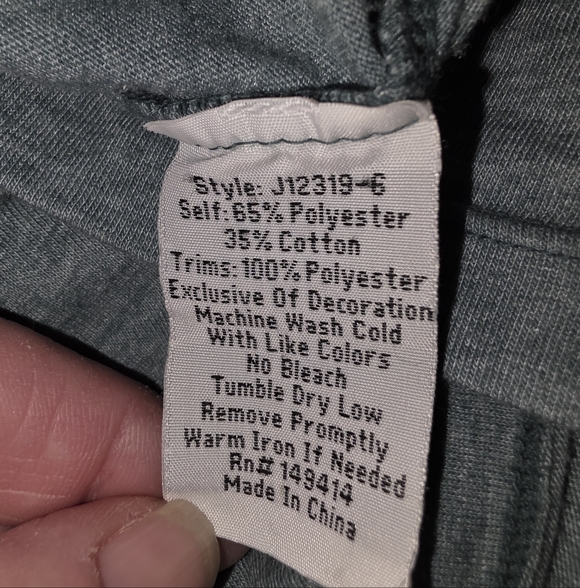 Style: J12319-6
Self: 65% Polyester
35% Cotton
Trims: 100% Polyester
Exclusive Of Decoration
Machine Wash Cold
With Like Colors
No Bleach
Tumble Dry Low
Remove Promptly
Warm Iron If Needed
Rn# 149414
Made In China